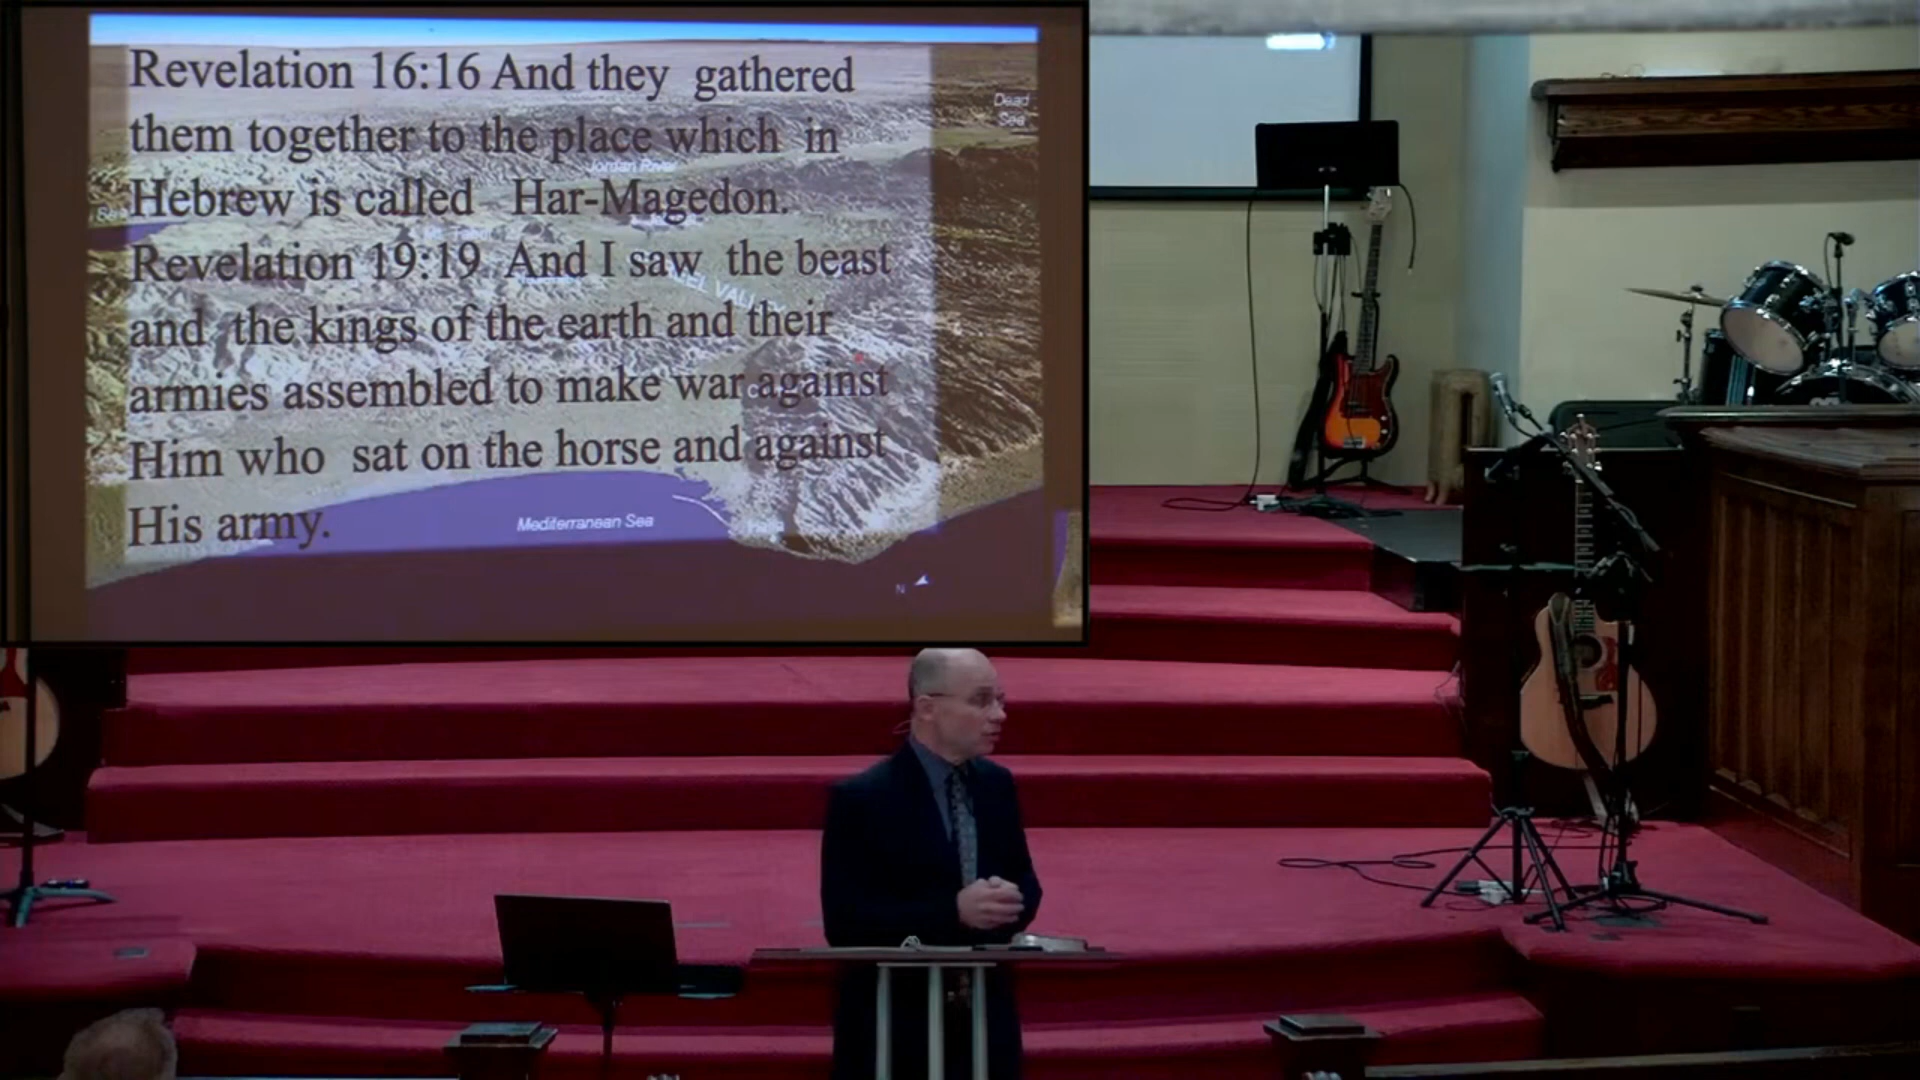 Revelation 16:16 And they gathered
them together to the place which in
Hebrew is called Har-Magedon.
Revelation 19:19 And I saw the beast
and the kings of the earth and their
armies assembled to make war against
Him who sat on the horse and against
His army.
Dead
Sea
Jordan River
VALLEY
Mediterranean Sea
Haifa
N